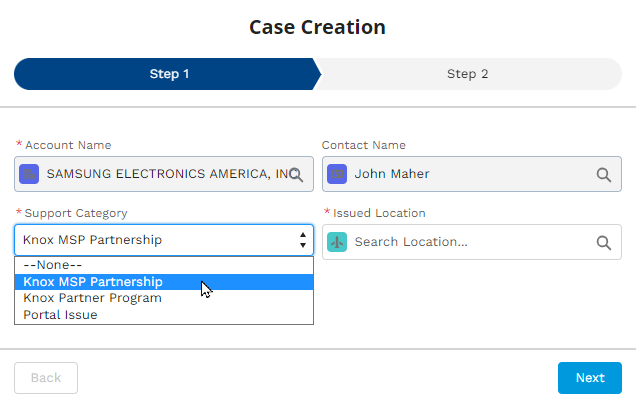 Case Creation
Step 1
Step 2
* Account Name
Contact Name
SAMSUNG ELECTRONICS AMERICA, INC
John Maher
* Support Category
* Issued Location
Knox MSP Partnership
Search Location...
--None--
Knox MSP Partnership
Knox Partner Program
Portal Issue
Back
Next